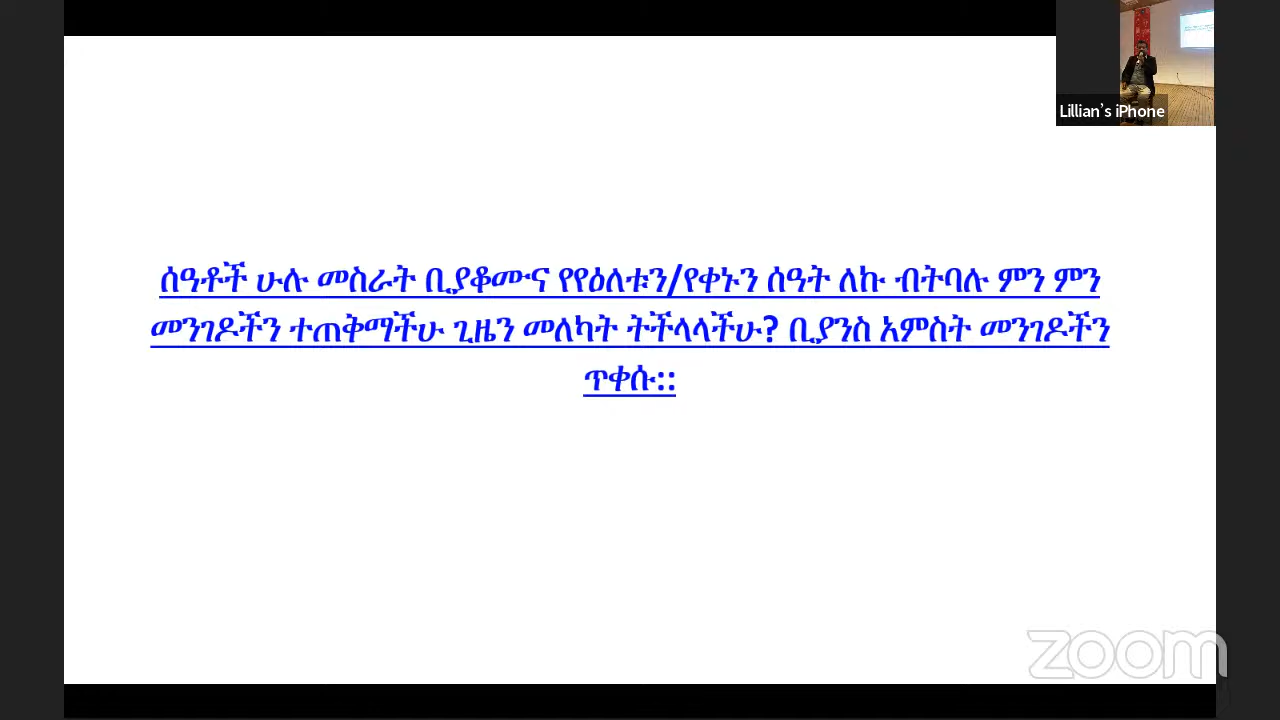 Lillian's iPhone
ሰዓቶች ሁሉ መስራት ቢያቆሙና የየዕለቱን/የቀኑን ሰዓት ለኩ ብትባሉ ምን ምን
መንገዶችን ተጠቅማችሁ ጊዜን መለካት ትችላላችሁ? ቢያንስ አምስት መንገዶችን
ጥቀሱ::
zoom